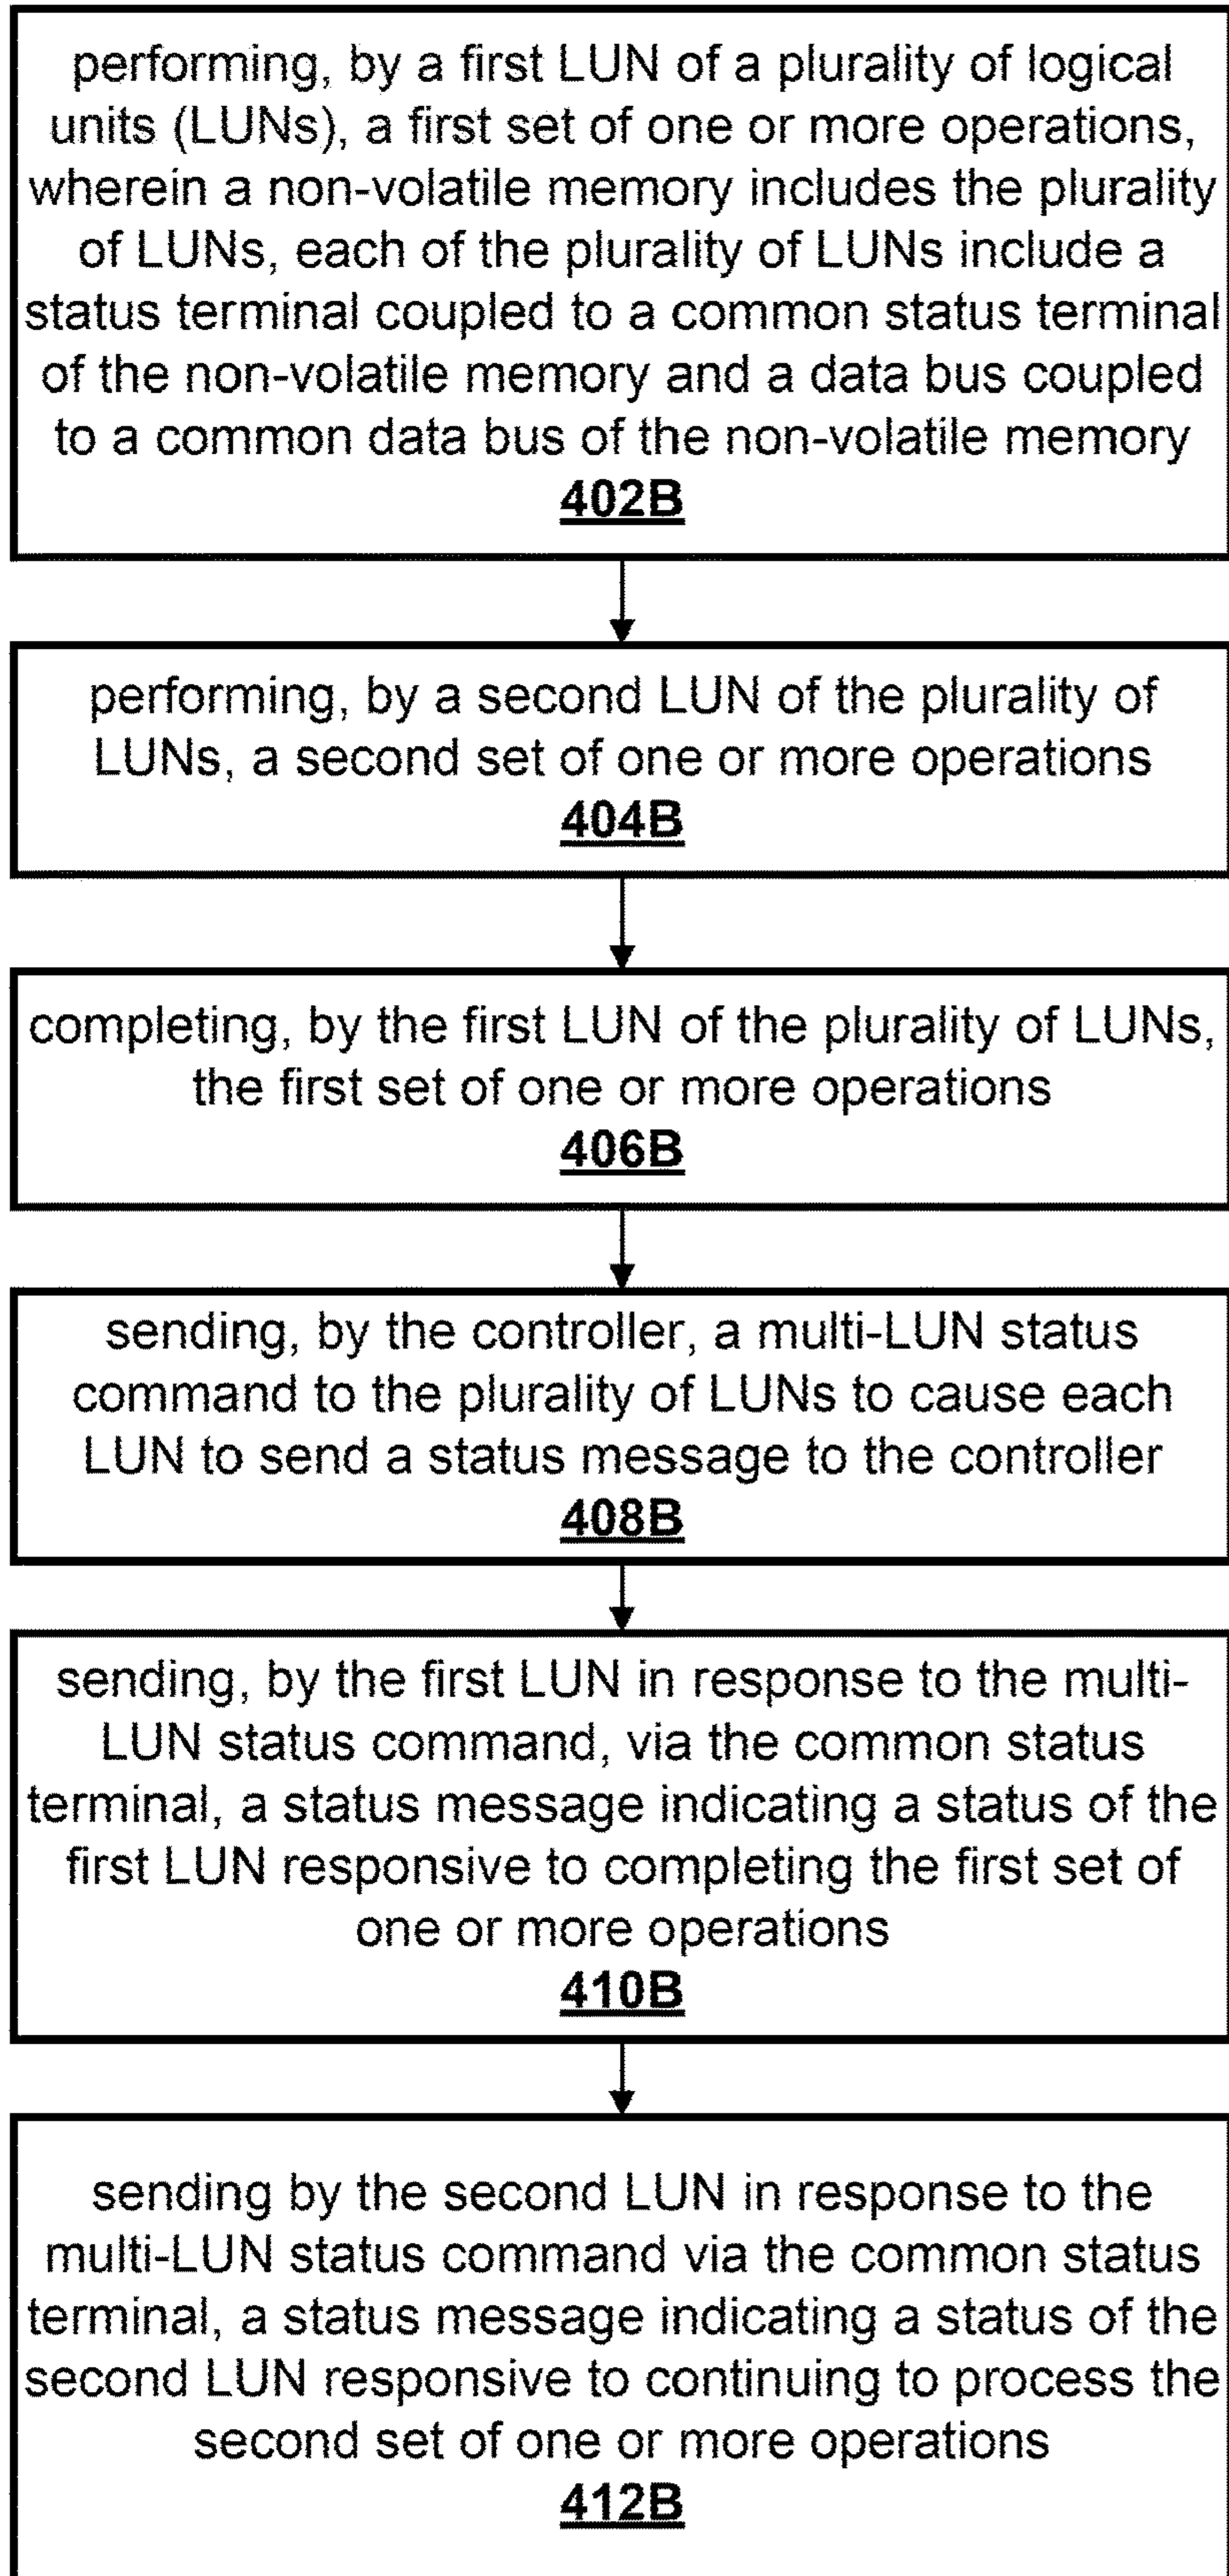 performing, by a first LUN of a plurality of logical
units (LUNs), a first set of one or more operations,
wherein a non-volatile memory includes the plurality
of LUNs, each of the plurality of LUNs include a
status terminal coupled to a common status terminal
of the non-volatile memory and a data bus coupled
to a common data bus of the non-volatile memory
402B
performing, by a second LUN of the plurality of
LUNs, a second set of one or more operations
404B
completing, by the first LUN of the plurality of LUNs,
the first set of one or more operations
406B
sending, by the controller, a multi-LUN status
command to the plurality of LUNs to cause each
LUN to send a status message to the controller
408B
sending, by the first LUN in response to the multi-
LUN status command, via the common status
terminal, a status message indicating a status of the
first LUN responsive to completing the first set of
one or more operations
410B
sending by the second LUN in response to the
multi-LUN status command via the common status
terminal, a status message indicating a status of the
second LUN responsive to continuing to process the
second set of one or more operations
412B